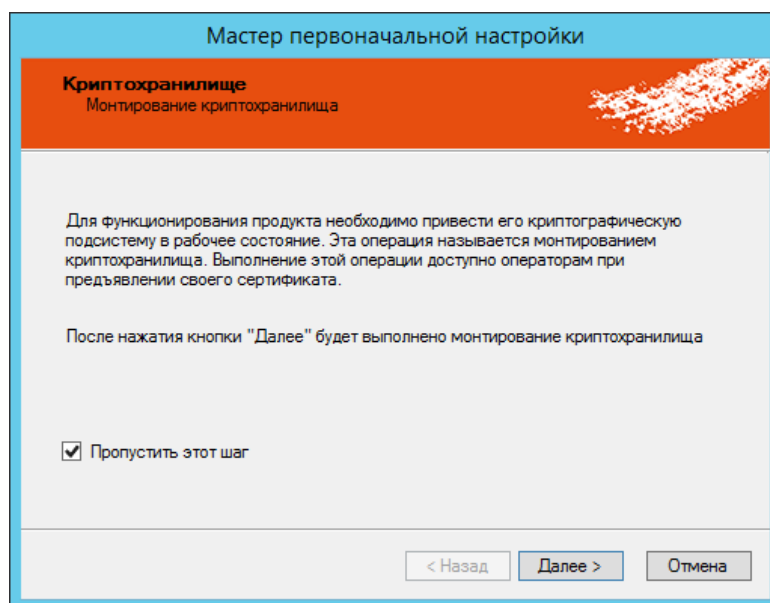 Мастер первоначальной настройки
Криптохранилище
Монтирование криптохранилища
Для функционирования продукта необходимо привести его криптографическую
подсистему в рабочее состояние. Эта операция называется монтированием
криптохранилища. Выполнение этой операции доступно операторам при
предъявлении своего сертификата.
После нажатия кнопки "Далее" будет выполнено монтирование криптохранилища
Пропустить этот шаг
< Назад
Далее >
Отмена